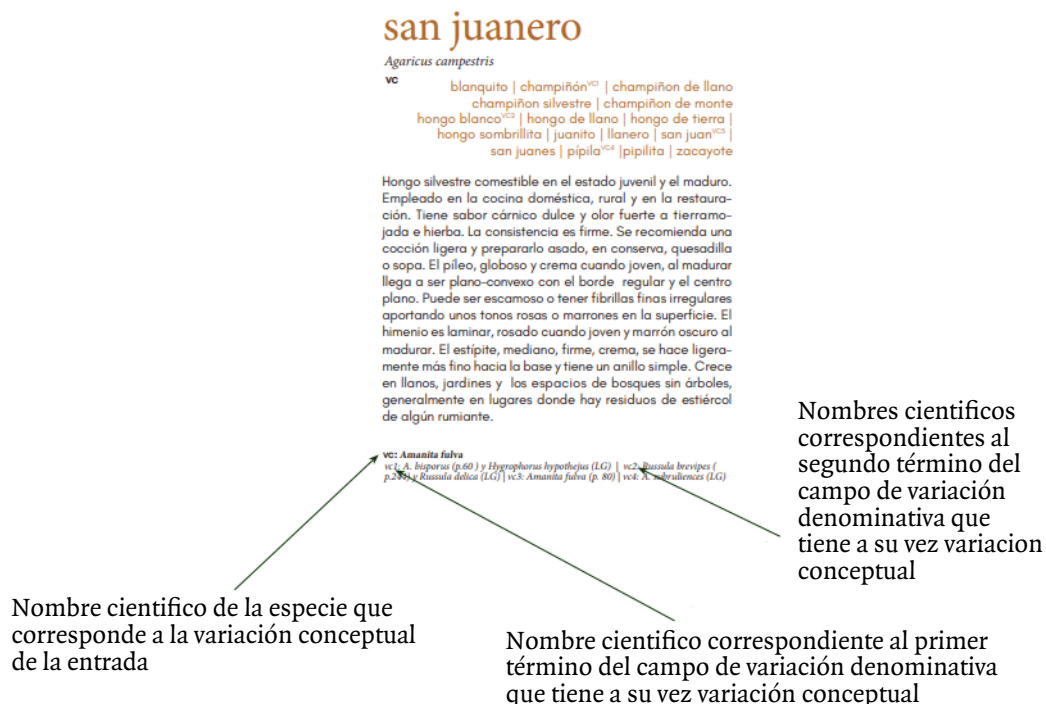 san juanero
Agaricus campestris
VC
blanquito | champiñón^VC1 | champiñon de llano
champiñon silvestre | champiñon de monte
hongo blanco^VC2 | hongo de llano | hongo de tierra |
hongo sombrillita | juanito | llanero | san juan^VC3 |
san juanes | pípila^VC4 |pipilita | zacayote
Hongo silvestre comestible en el estado juvenil y el maduro.
Empleado en la cocina doméstica, rural y en la restaura-
ción. Tiene sabor cárnico dulce y olor fuerte a tierramo-
jada e hierba. La consistencia es firme. Se recomienda una
cocción ligera y prepararlo asado, en conserva, quesadilla
o sopa. El píleo, globoso y crema cuando joven, al madurar
llega a ser plano-convexo con el borde regular y el centro
plano. Puede ser escamoso o tener fibrillas finas irregulares
aportando unos tonos rosas o marrones en la superficie. El
himenio es laminar, rosado cuando joven y marrón oscuro al
madurar. El estípite, mediano, firme, crema, se hace ligera-
mente más fino hacia la base y tiene un anillo simple. Crece
en llanos, jardines y los espacios de bosques sin árboles,
generalmente en lugares donde hay residuos de estiércol
de algún rumiante.
VC: Amanita fulva
vc1: A. bisporus (p.60 ) y Hygrophorus hypothejus (LG) | vc2: Russula brevipes (
y Russula delica (LG) | vc3: Amanita fulva (p. 80) | vc4: A. (LG)
Nombres cientificos
correspondientes al
segundo término del
campo de variación
denominativa que
tiene a su vez variacion
conceptual
Nombre cientifico de la especie que
corresponde a la variación conceptual
de la entrada
Nombre cientifico correspondiente al primer
término del campo de variación denominativa
que tiene a su vez variación conceptual